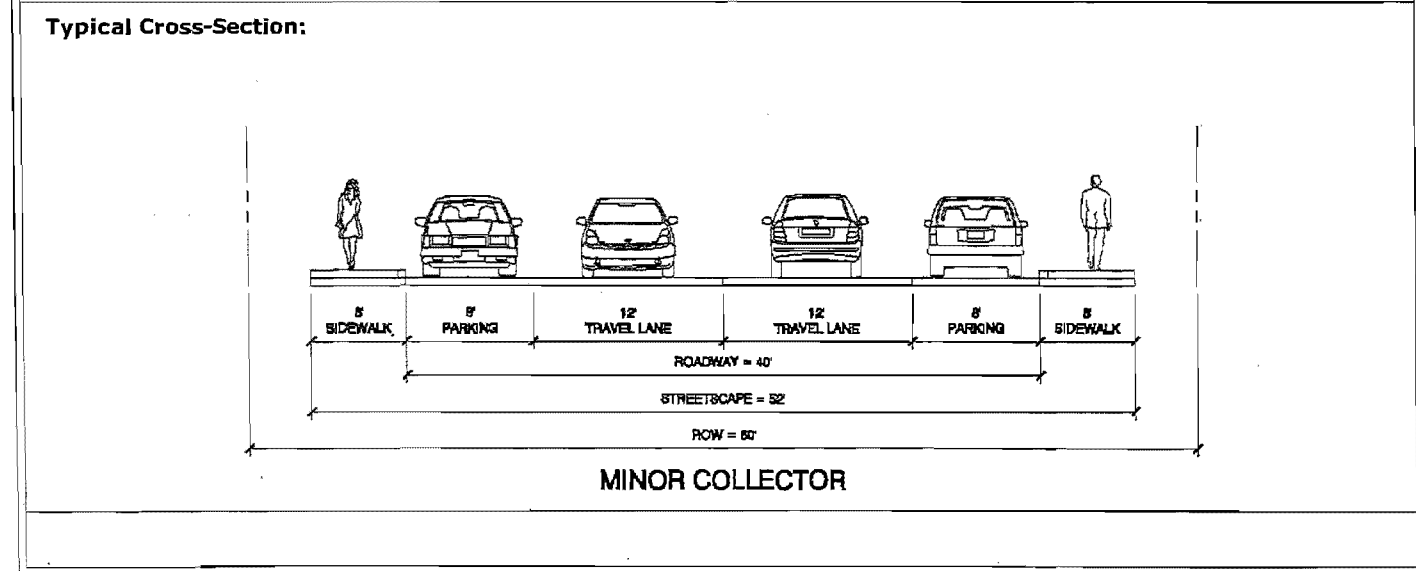 Typical Cross-Section:
6' 8' 12' 12' 8' 6'
SIDEWALK PARKING TRAVEL LANE TRAVEL LANE PARKING SIDEWALK
ROADWAY = 40'
STREETSCAPE = 52'
ROW = 60'
MINOR COLLECTOR